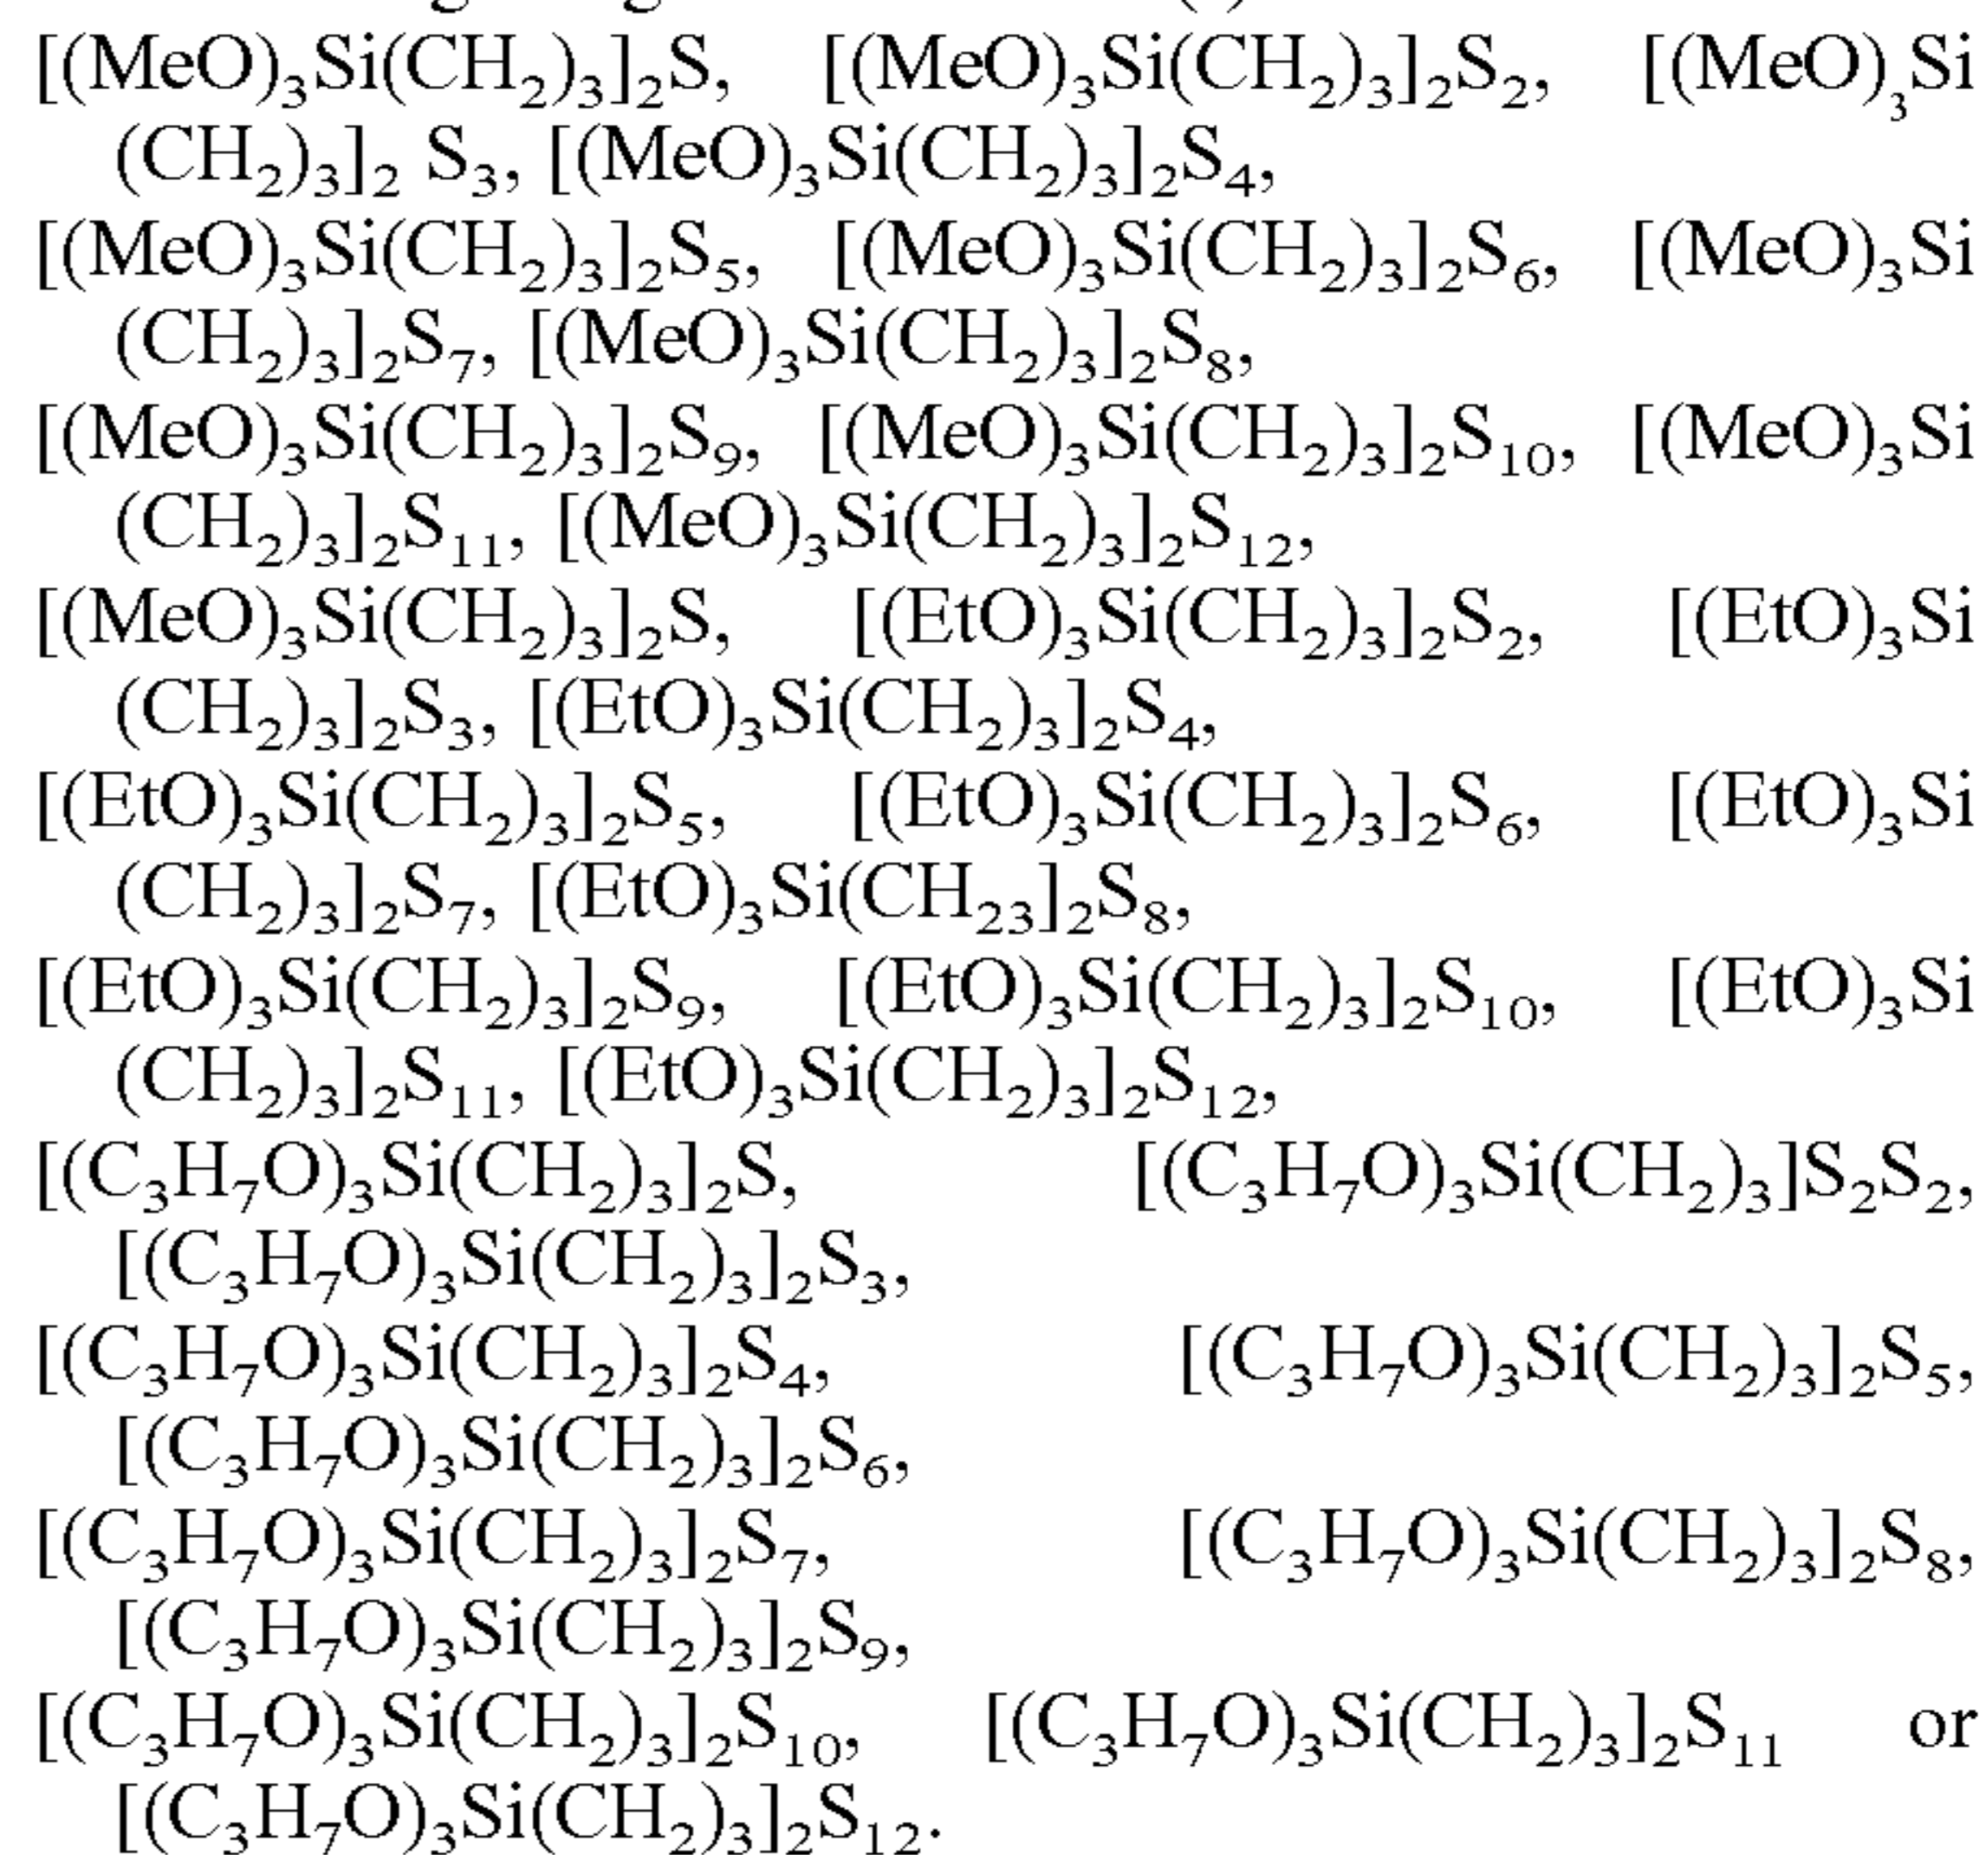 [(MeO)₃Si(CH₂)₃]₂S, [(MeO)₃Si(CH₂)₃]₂S₂, [(MeO)₃Si
(CH₂)₃]₂ S₃, [(MeO)₃Si(CH₂)₃]₂S₄,
[(MeO)₃Si(CH₂)₃]₂S₅, [(MeO)₃Si(CH₂)₃]₂S₆, [(MeO)₃Si
(CH₂)₃]₂S₇, [(MeO)₃Si(CH₂)₃]₂S₈,
[(MeO)₃Si(CH₂)₃]₂S₉, [(MeO)₃Si(CH₂)₃]₂S₁₀, [(MeO)₃Si
(CH₂)₃]₂S₁₁, [(MeO)₃Si(CH₂)₃]₂S₁₂,
[(MeO)₃Si(CH₂)₃]₂S, [(EtO)₃Si(CH₂)₃]₂S₂, [(EtO)₃Si
(CH₂)₃]₂S₃, [(EtO)₃Si(CH₂)₃]₂S₄,
[(EtO)₃Si(CH₂)₃]₂S₅, [(EtO)₃Si(CH₂)₃]₂S₆, [(EtO)₃Si
(CH₂)₃]₂S₇, [(EtO)₃Si(CH₂₃]₂S₈,
[(EtO)₃Si(CH₂)₃]₂S₉, [(EtO)₃Si(CH₂)₃]₂S₁₀, [(EtO)₃Si
(CH₂)₃]₂S₁₁, [(EtO)₃Si(CH₂)₃]₂S₁₂,
[(C₃H₇O)₃Si(CH₂)₃]₂S, [(C₃H₇O)₃Si(CH₂)₃]S₂S₂,
[(C₃H₇O)₃Si(CH₂)₃]₂S₃,
[(C₃H₇O)₃Si(CH₂)₃]₂S₄, [(C₃H₇O)₃Si(CH₂)₃]₂S₅,
[(C₃H₇O)₃Si(CH₂)₃]₂S₆,
[(C₃H₇O)₃Si(CH₂)₃]₂S₇, [(C₃H₇O)₃Si(CH₂)₃]₂S₈,
[(C₃H₇O)₃Si(CH₂)₃]₂S₉,
[(C₃H₇O)₃Si(CH₂)₃]₂S₁₀, [(C₃H₇O)₃Si(CH₂)₃]₂S₁₁ or
[(C₃H₇O)₃Si(CH₂)₃]₂S₁₂.